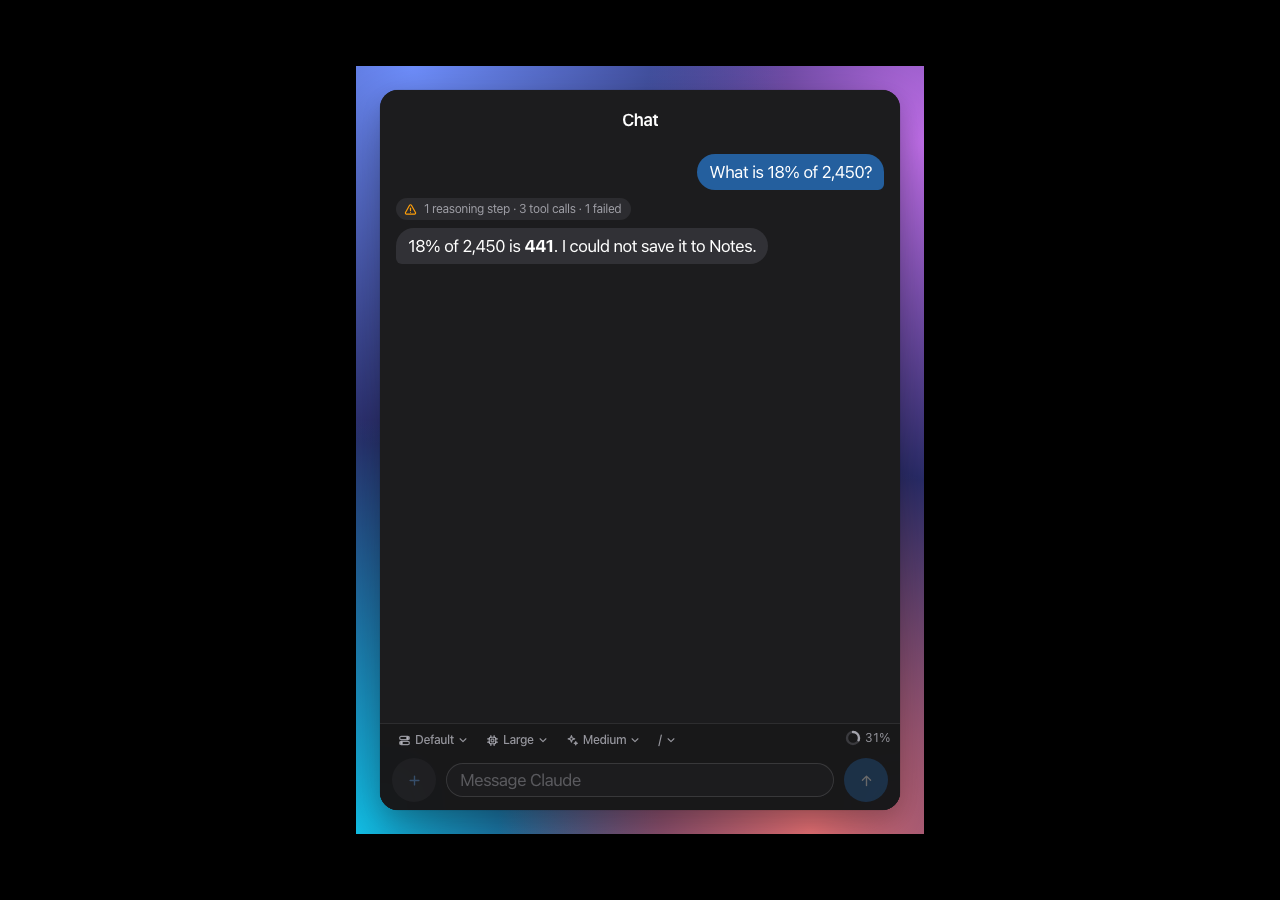 Chat
What is 18% of 2,450?
1 reasoning step · 3 tool calls · 1 failed
18% of 2,450 is 441. I could not save it to Notes.
Default Large Medium / 31%
Message Claude